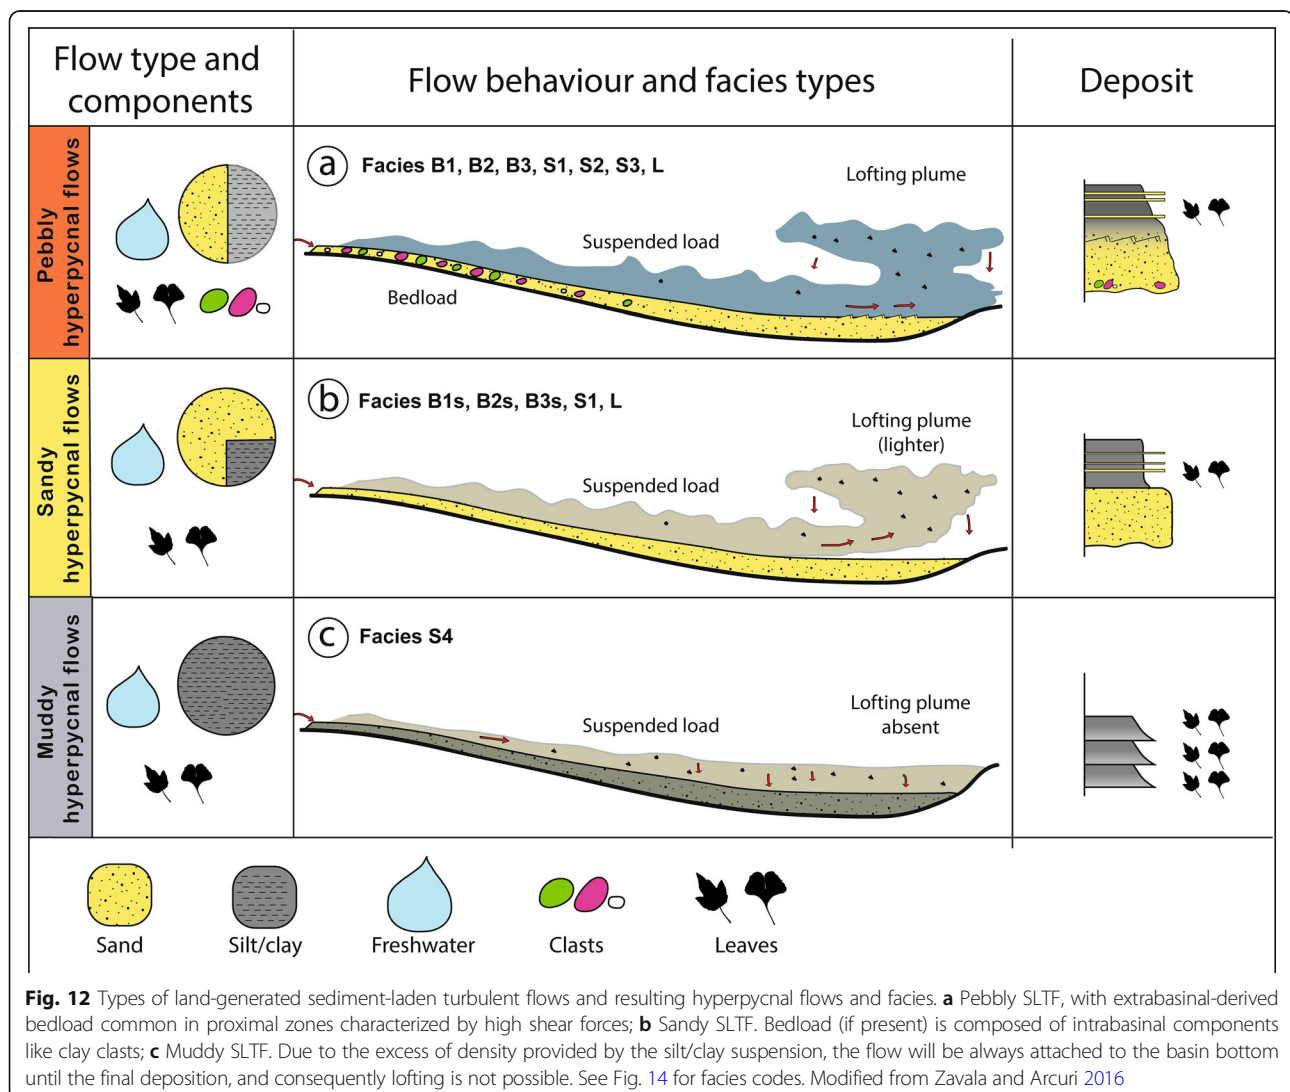 Flow type and
components
Flow behaviour and facies types
Deposit
Pebbly
hyperpycnal flows
a Facies B1, B2, B3, S1, S2, S3, L
Lofting plume
Suspended load
Bedload
Sandy
hyperpycnal flows
b Facies B1s, B2s, B3s, S1, L
Lofting plume
(lighter)
Suspended load
Muddy
hyperpycnal flows
c Facies S4
Lofting plume
absent
Suspended load
Sand Silt/clay Freshwater Clasts Leaves
Fig. 12 Types of land-generated sediment-laden turbulent flows and resulting hyperpycnal flows and facies. a Pebbly SLTF, with extrabasinal-derived
bedload common in proximal zones characterized by high shear forces; b Sandy SLTF. Bedload (if present) is composed of intrabasinal components
like clay clasts; c Muddy SLTF. Due to the excess of density provided by the silt/clay suspension, the flow will be always attached to the basin bottom
until the final deposition, and consequently lofting is not possible. See Fig. 14 for facies codes. Modified from Zavala and Arcuri 2016